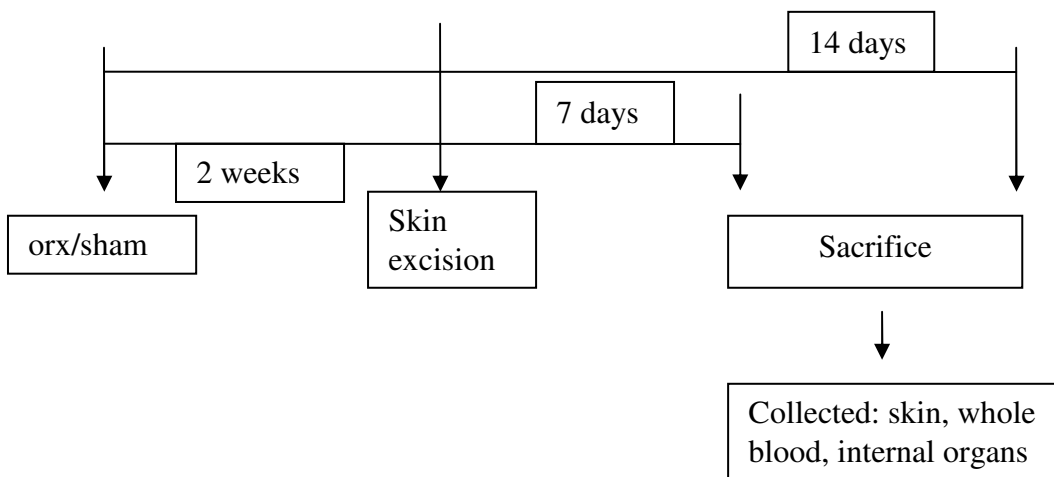 14 days
7 days
2 weeks
orx/sham
Skin
excision
Sacrifice
Collected: skin, whole
blood, internal organs